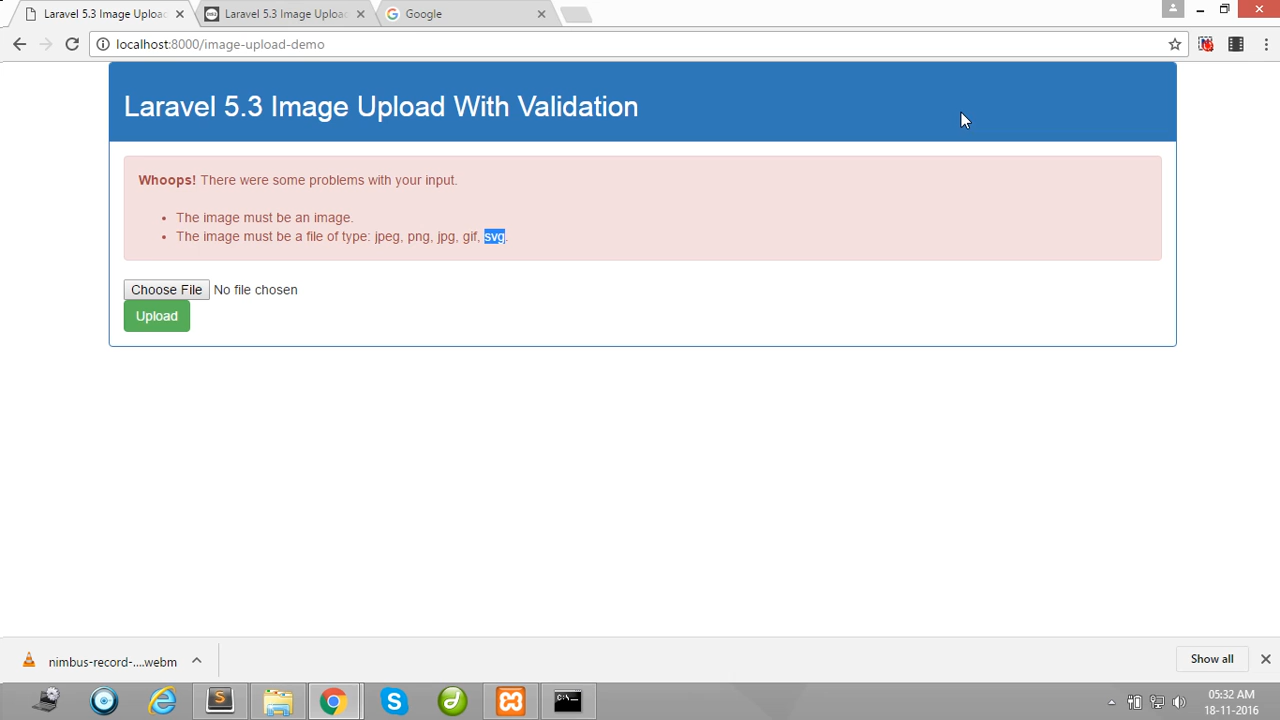 Laravel 5.3 Image Upload
Laravel 5.3 Image Upload
Google
localhost:8000/image-upload-demo
Laravel 5.3 Image Upload With Validation
Whoops! There were some problems with your input.
• The image must be an image.
• The image must be a file of type: jpeg, png, jpg, gif, svg.
Choose File No file chosen
Upload
nimbus-record-....webm
Show all
05:32 AM
18-11-2016